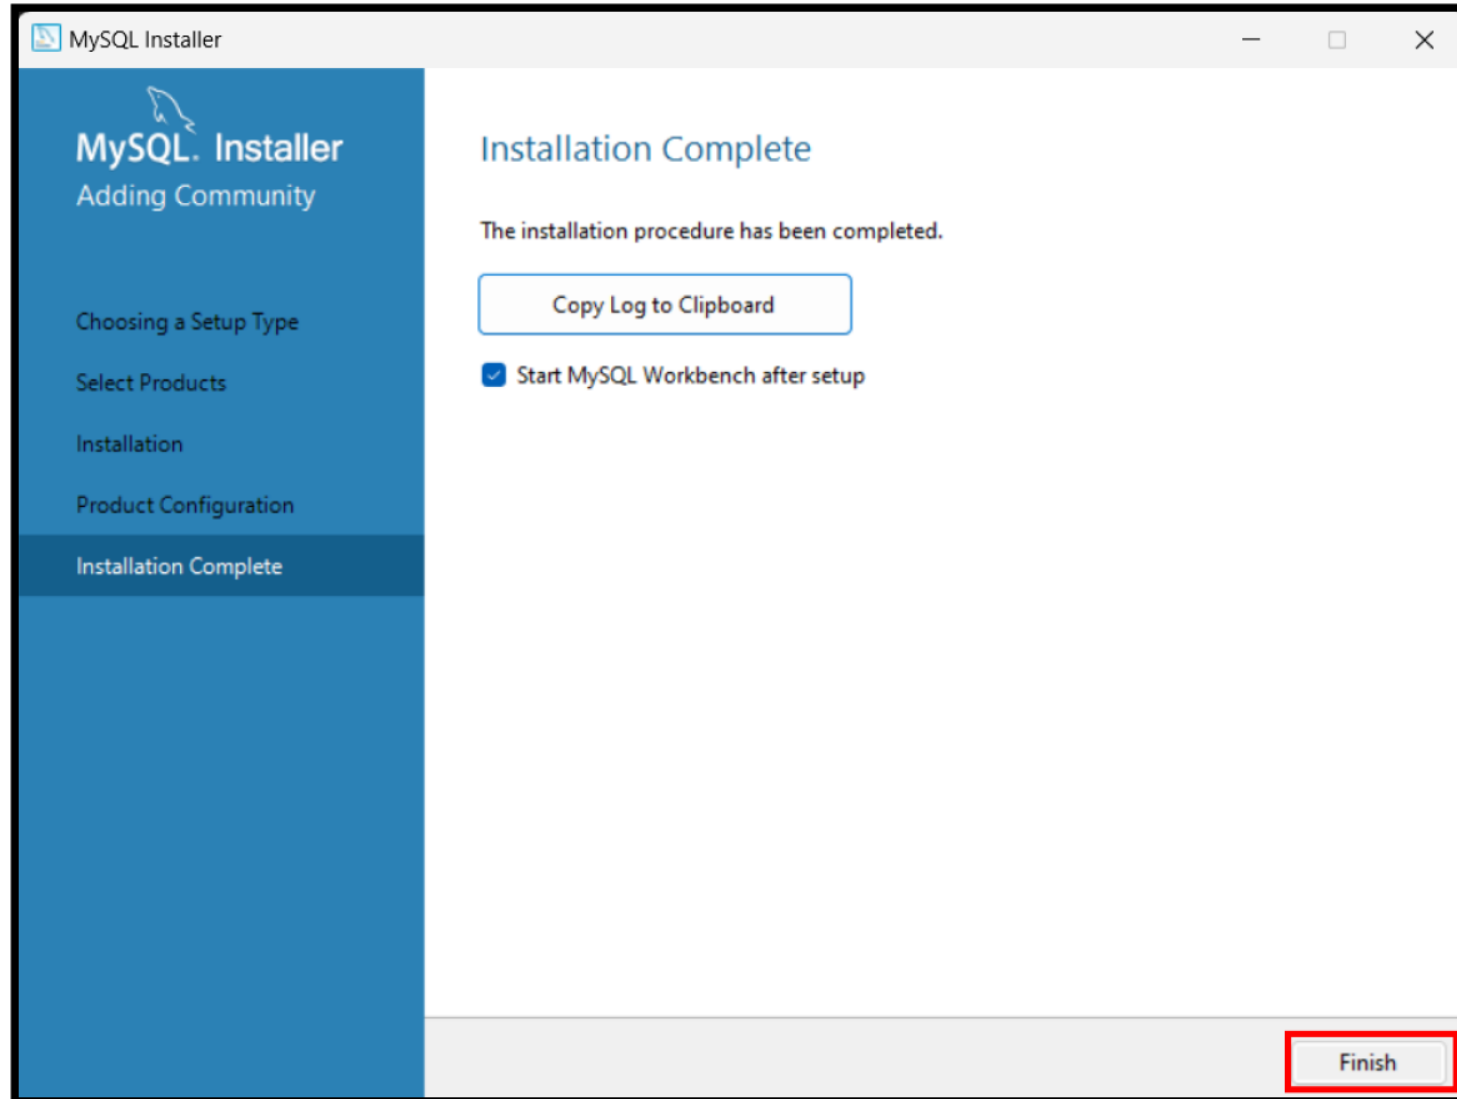 MySQL Installer
MySQL. Installer
Adding Community
Choosing a Setup Type
Select Products
Installation
Product Configuration
Installation Complete
Installation Complete
The installation procedure has been completed.
Copy Log to Clipboard
Start MySQL Workbench after setup
Finish